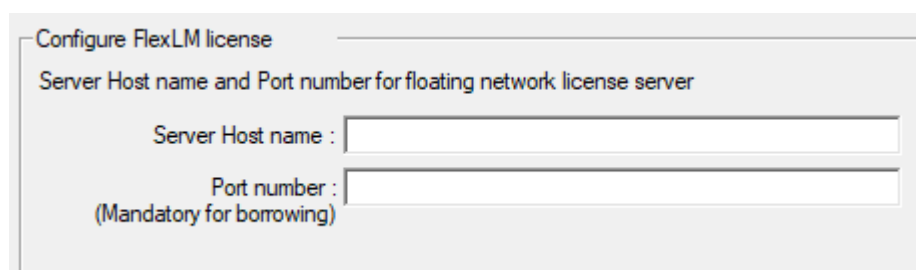 Configure FlexLM license
Server Host name and Port number for floating network license server
Server Host name :
Port number :
(Mandatory for borrowing)